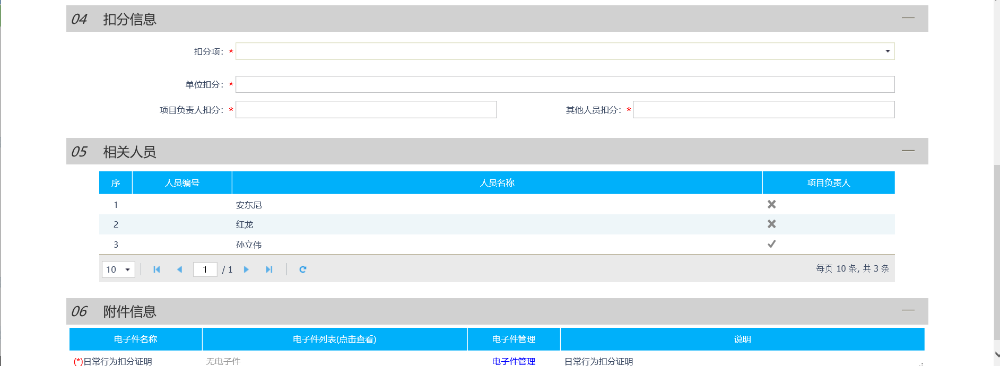 04 扣分信息
扣分项：*
单位扣分：*
项目负责人扣分：* 其他人员扣分：*
05 相关人员
序 人员编号 人员名称 项目负责人
1 安东尼
2 红龙
3 孙立伟
10 1 / 1 每页 10 条, 共 3 条
06 附件信息
电子件名称 电子件列表(点击查看) 电子件管理 说明
(*)日常行为扣分证明 无电子件 电子件管理 日常行为扣分证明